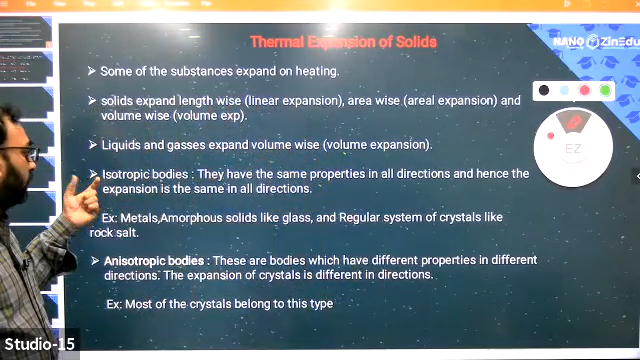 Thermal Expansion of Solids
NANO ZinEdu
➢ Some of the substances expand on heating.
➢ solids expand length wise (linear expansion), area wise (areal expansion) and
volume wise (volume exp).
➢ Liquids and gasses expand volume wise (volume expansion).
➢ Isotropic bodies : They have the same properties in all directions and hence the
expansion is the same in all directions.
Ex: Metals,Amorphous solids like glass, and Regular system of crystals like
rock salt.
➢ Anisotropic bodies : These are bodies which have different properties in different
directions. The expansion of crystals is different in directions.
Ex: Most of the crystals belong to this type
EZ
Studio-15